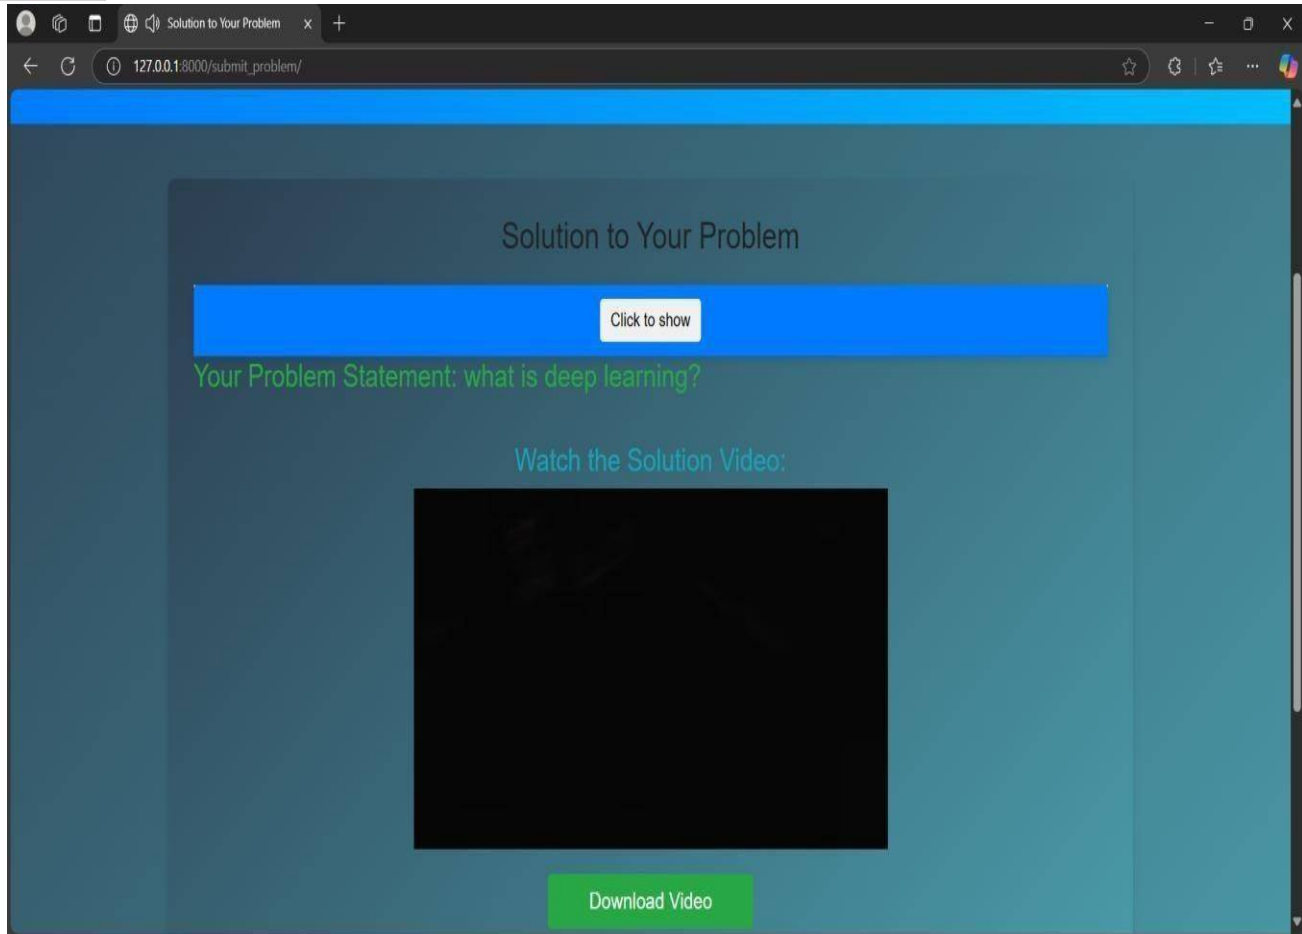 Solution to Your Problem
127.0.0.1:8000/submit_problem/
Solution to Your Problem
Click to show
Your Problem Statement: what is deep learning?
Watch the Solution Video:
Download Video